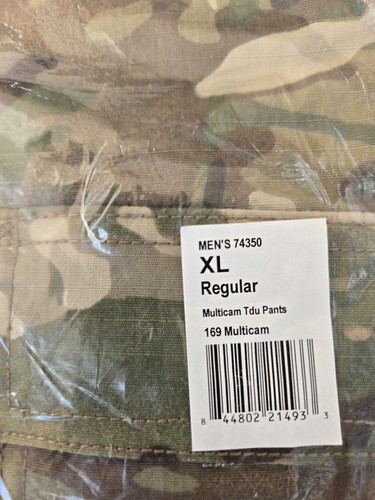 MEN'S 74350
XL
Regular
Multicam Tdu Pants
169 Multicam
8 44802 21493 3